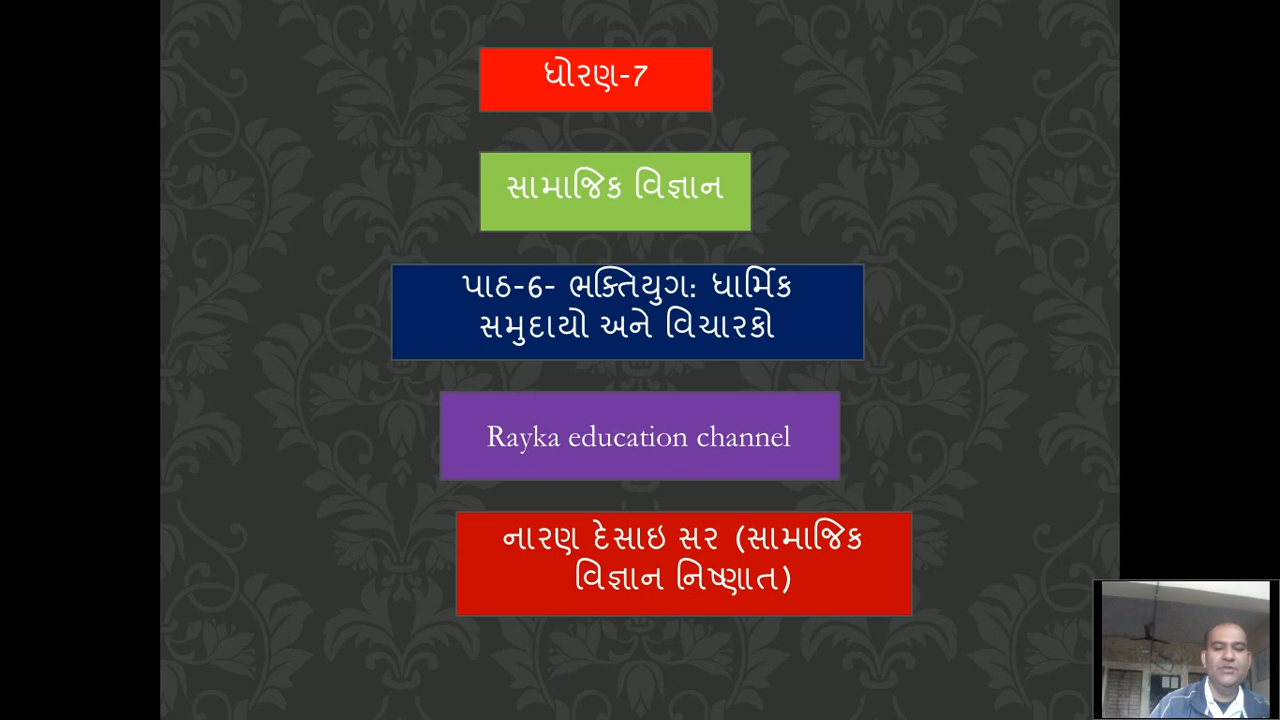 ધોરણ-7
સામાજિક વિજ્ઞાન
પાઠ-6- ભક્તિયુગ: ધાર્મિક
સમુદાયો અને વિચારકો
Rayka education channel
નારણ દેસાઇ સર (સામાજિક
વિજ્ઞાન નિષ્ણાત)